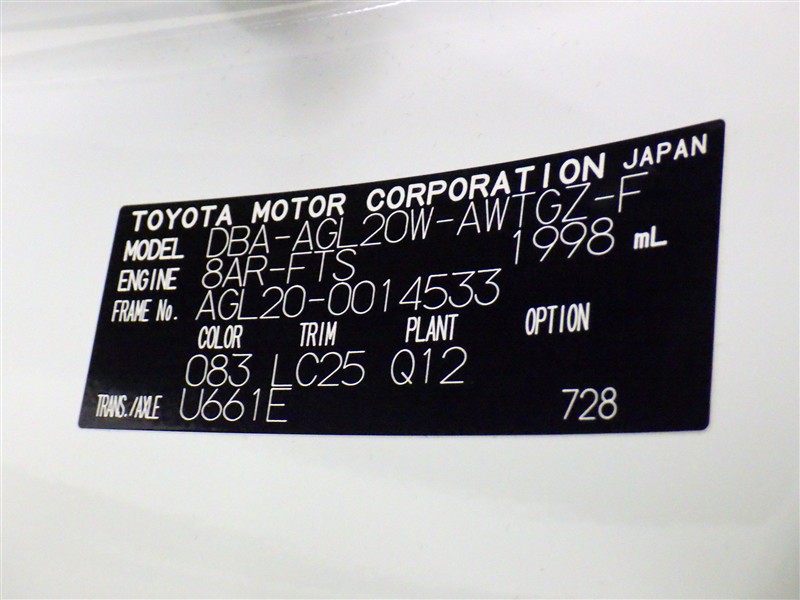 TOYOTA MOTOR CORPORATION JAPAN
MODEL DBA-AGL20W-AWTGZ-F
ENGINE 8AR-FTS 1998 mL
FRAME No. AGL20-0014533
COLOR TRIM PLANT OPTION
083 LC25 Q12
TRANS./AXLE U661E 728